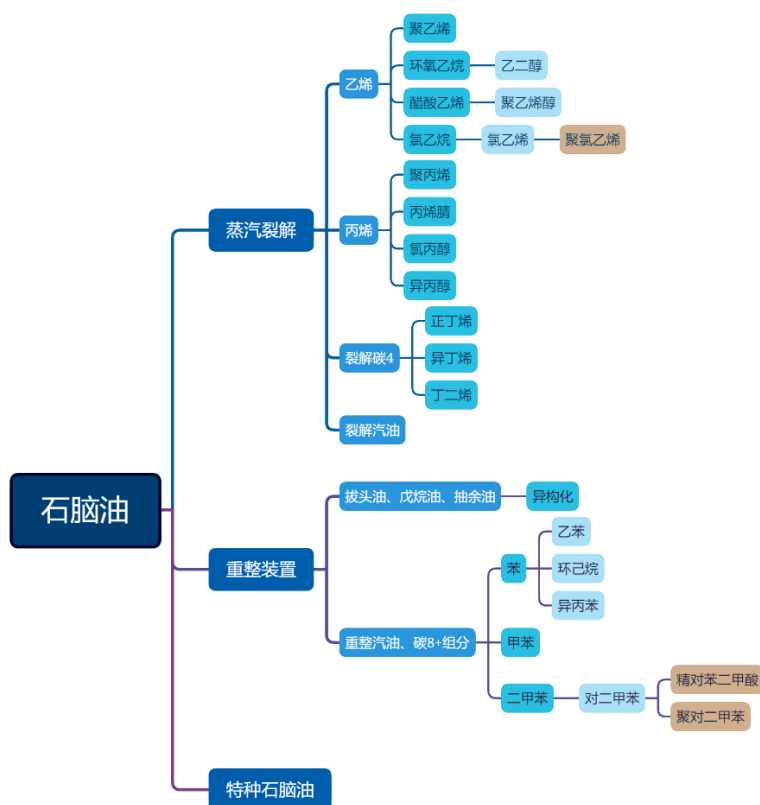 石脑油
蒸汽裂解
乙烯
聚乙烯
环氧乙烷
乙二醇
醋酸乙烯
聚乙烯醇
氯乙烷
氯乙烯
聚氯乙烯
丙烯
聚丙烯
丙烯腈
氯丙醇
异丙醇
裂解碳4
正丁烯
异丁烯
丁二烯
裂解汽油
重整装置
拔头油、戊烷油、抽余油
异构化
重整汽油、碳8+组分
苯
乙苯
环己烷
异丙苯
甲苯
二甲苯
对二甲苯
精对苯二甲酸
聚对二甲苯
特种石脑油